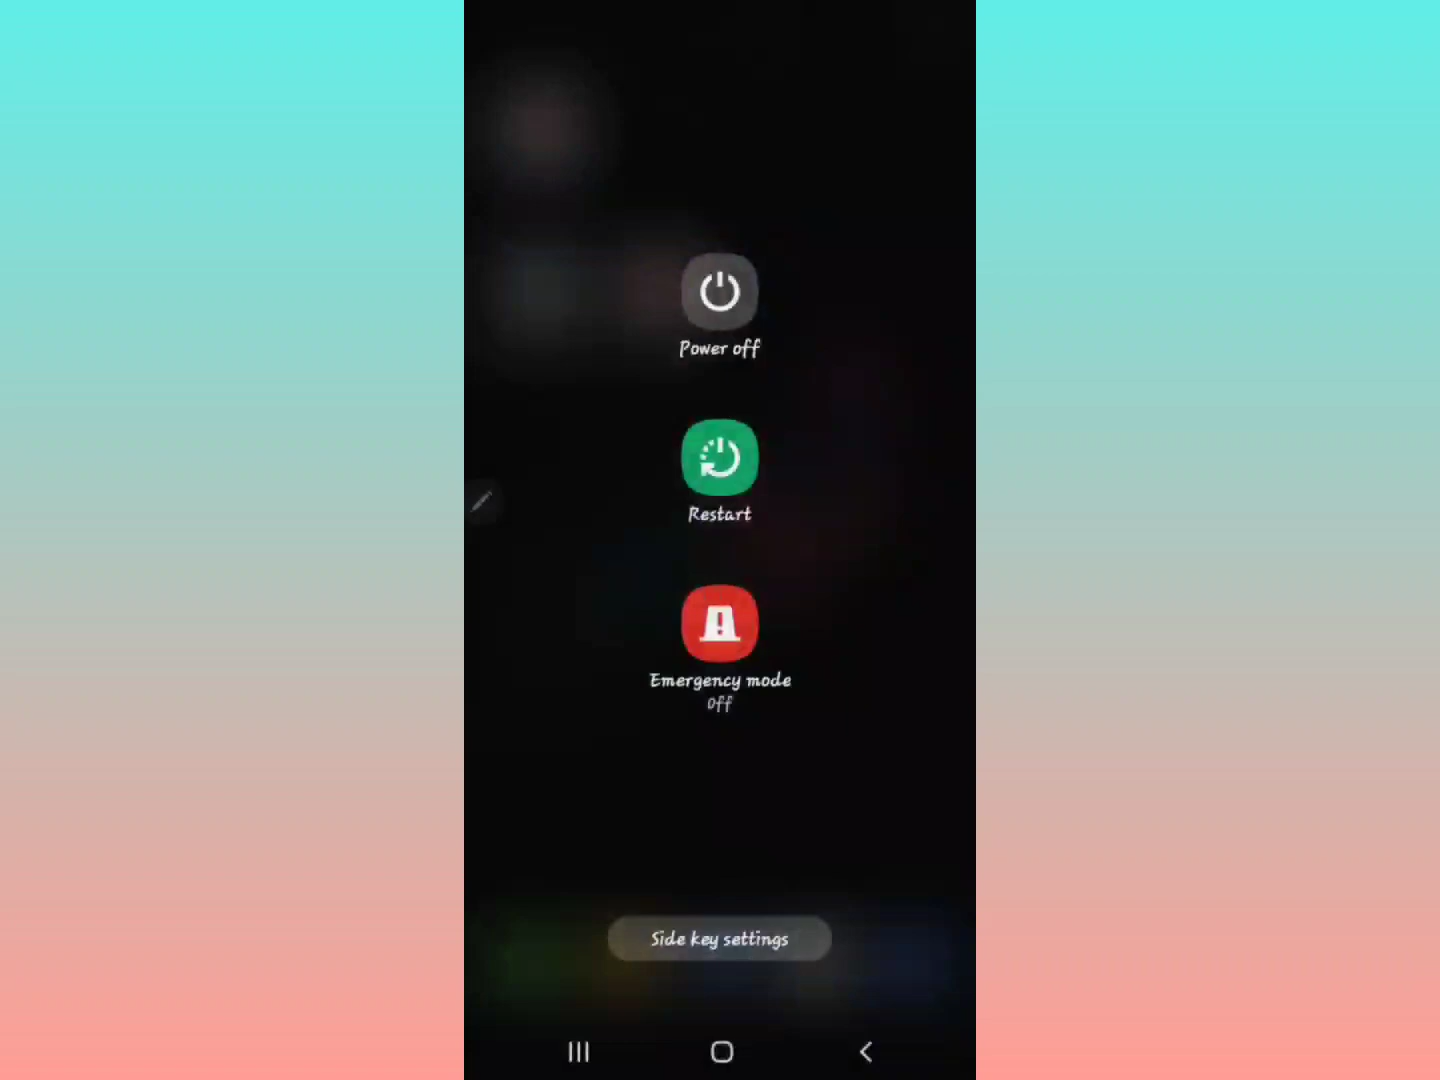 Power off
Restart
Emergency mode
Off
Side key settings